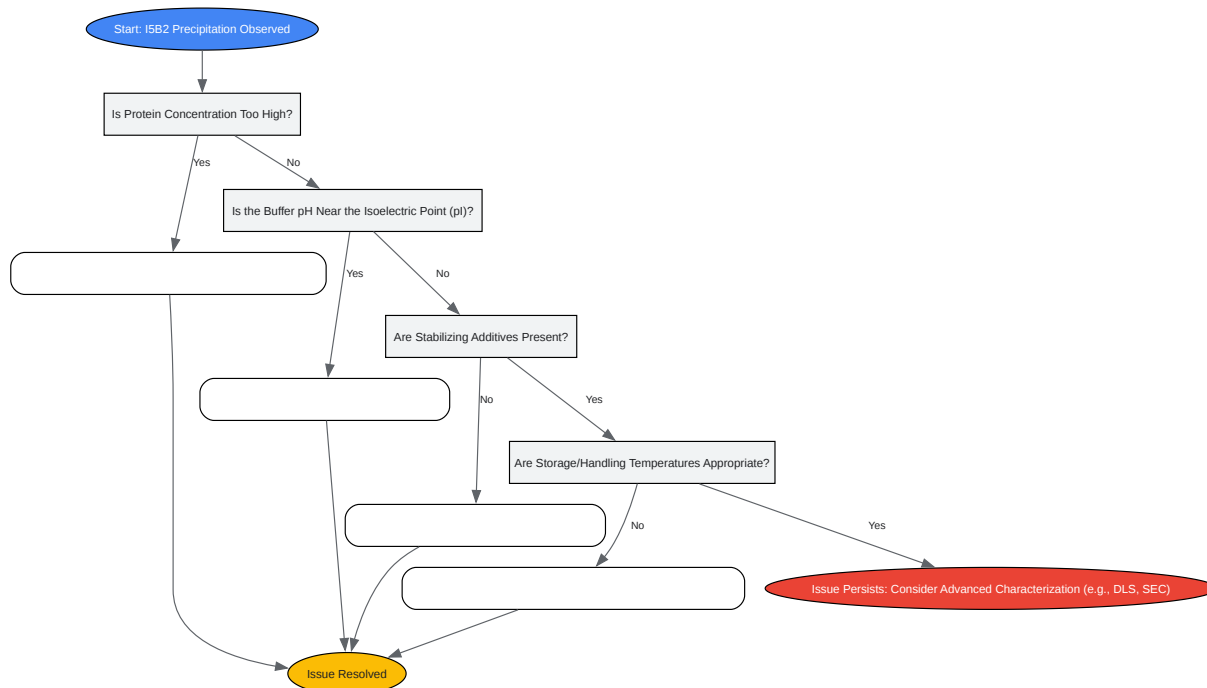 Start: I5B2 Precipitation Observed
Is Protein Concentration Too High?
Yes
No
Is the Buffer pH Near the Isoelectric Point (pI)?
Yes
No
Are Stabilizing Additives Present?
No
Yes
Are Storage/Handling Temperatures Appropriate?
No
Yes
Issue Persists: Consider Advanced Characterization (e.g., DLS, SEC)
Issue Resolved